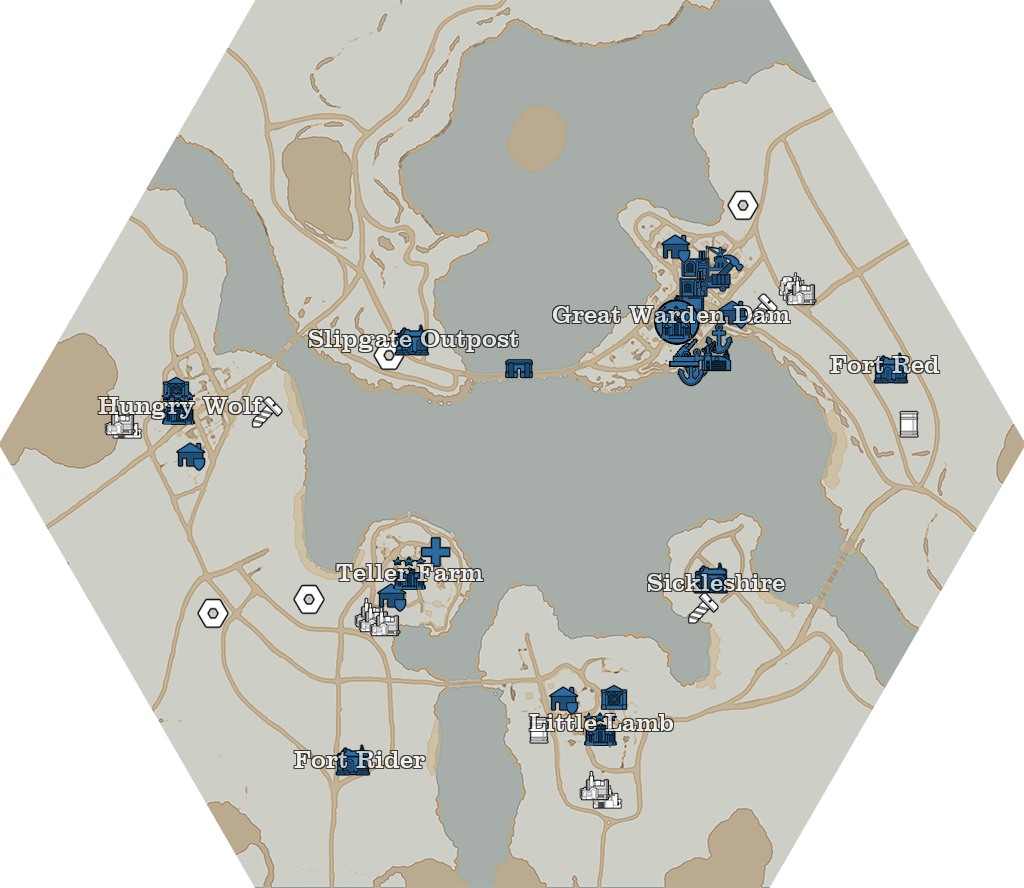 Great Warden Dam
Slipgate Outpost
Fort Red
Hungry Wolf
Teller Farm
Sickleshire
Little Lamb
Fort Rider